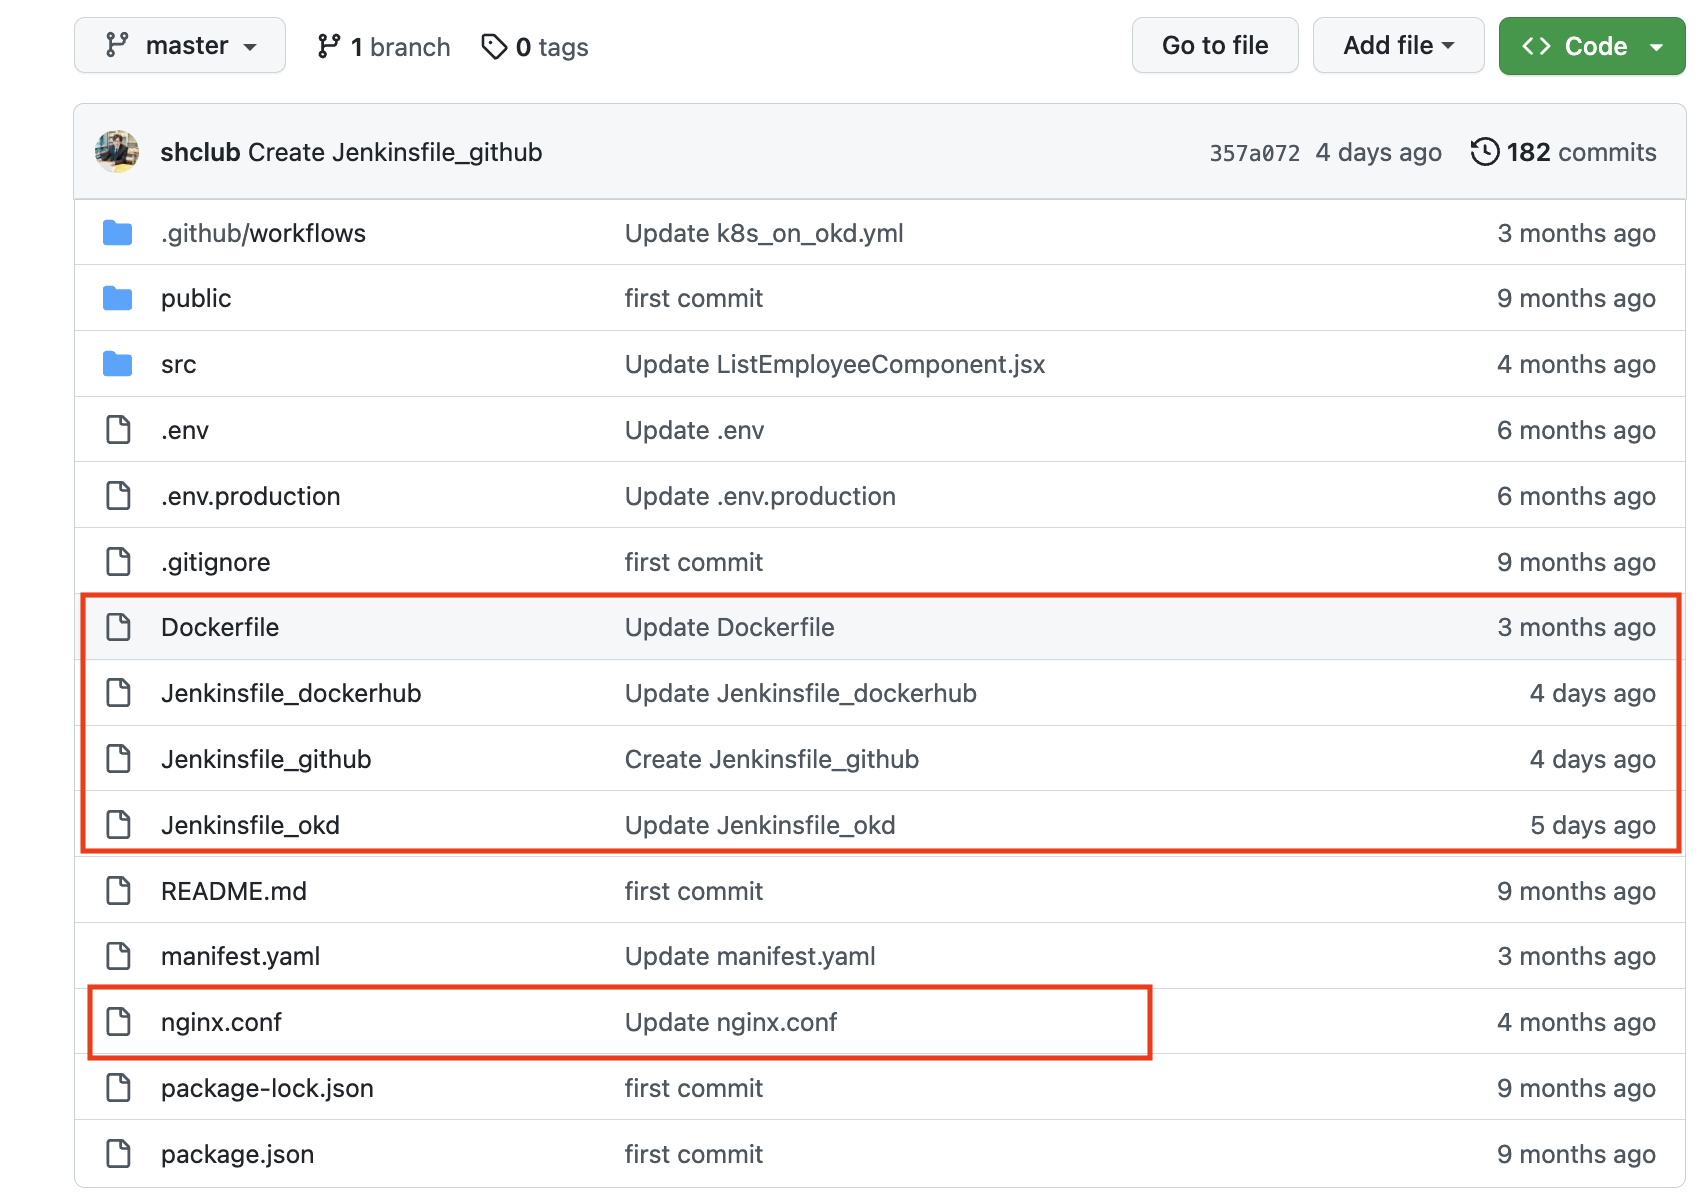 master 1 branch 0 tags Go to file Add file Code
shclub Create Jenkinsfile_github 357a072 4 days ago 182 commits
.github/workflows Update k8s_on_okd.yml 3 months ago
public first commit 9 months ago
src Update ListEmployeeComponent.jsx 4 months ago
.env Update .env 6 months ago
.env.production Update .env.production 6 months ago
.gitignore first commit 9 months ago
Dockerfile Update Dockerfile 3 months ago
Jenkinsfile_dockerhub Update Jenkinsfile_dockerhub 4 days ago
Jenkinsfile_github Create Jenkinsfile_github 4 days ago
Jenkinsfile_okd Update Jenkinsfile_okd 5 days ago
README.md first commit 9 months ago
manifest.yaml Update manifest.yaml 3 months ago
nginx.conf Update nginx.conf 4 months ago
package-lock.json first commit 9 months ago
package.json first commit 9 months ago